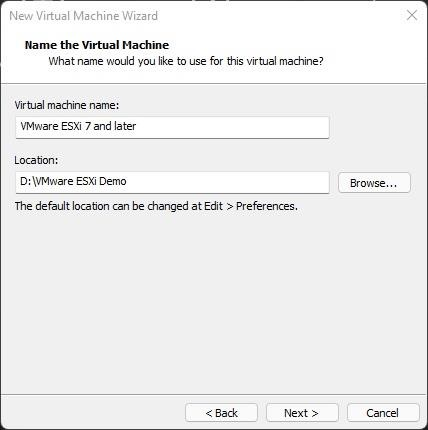 New Virtual Machine Wizard
Name the Virtual Machine
What name would you like to use for this virtual machine?
Virtual machine name:
VMware ESXi 7 and later
Location:
D:\VMware ESXi Demo
Browse...
The default location can be changed at Edit > Preferences.
< Back
Next >
Cancel